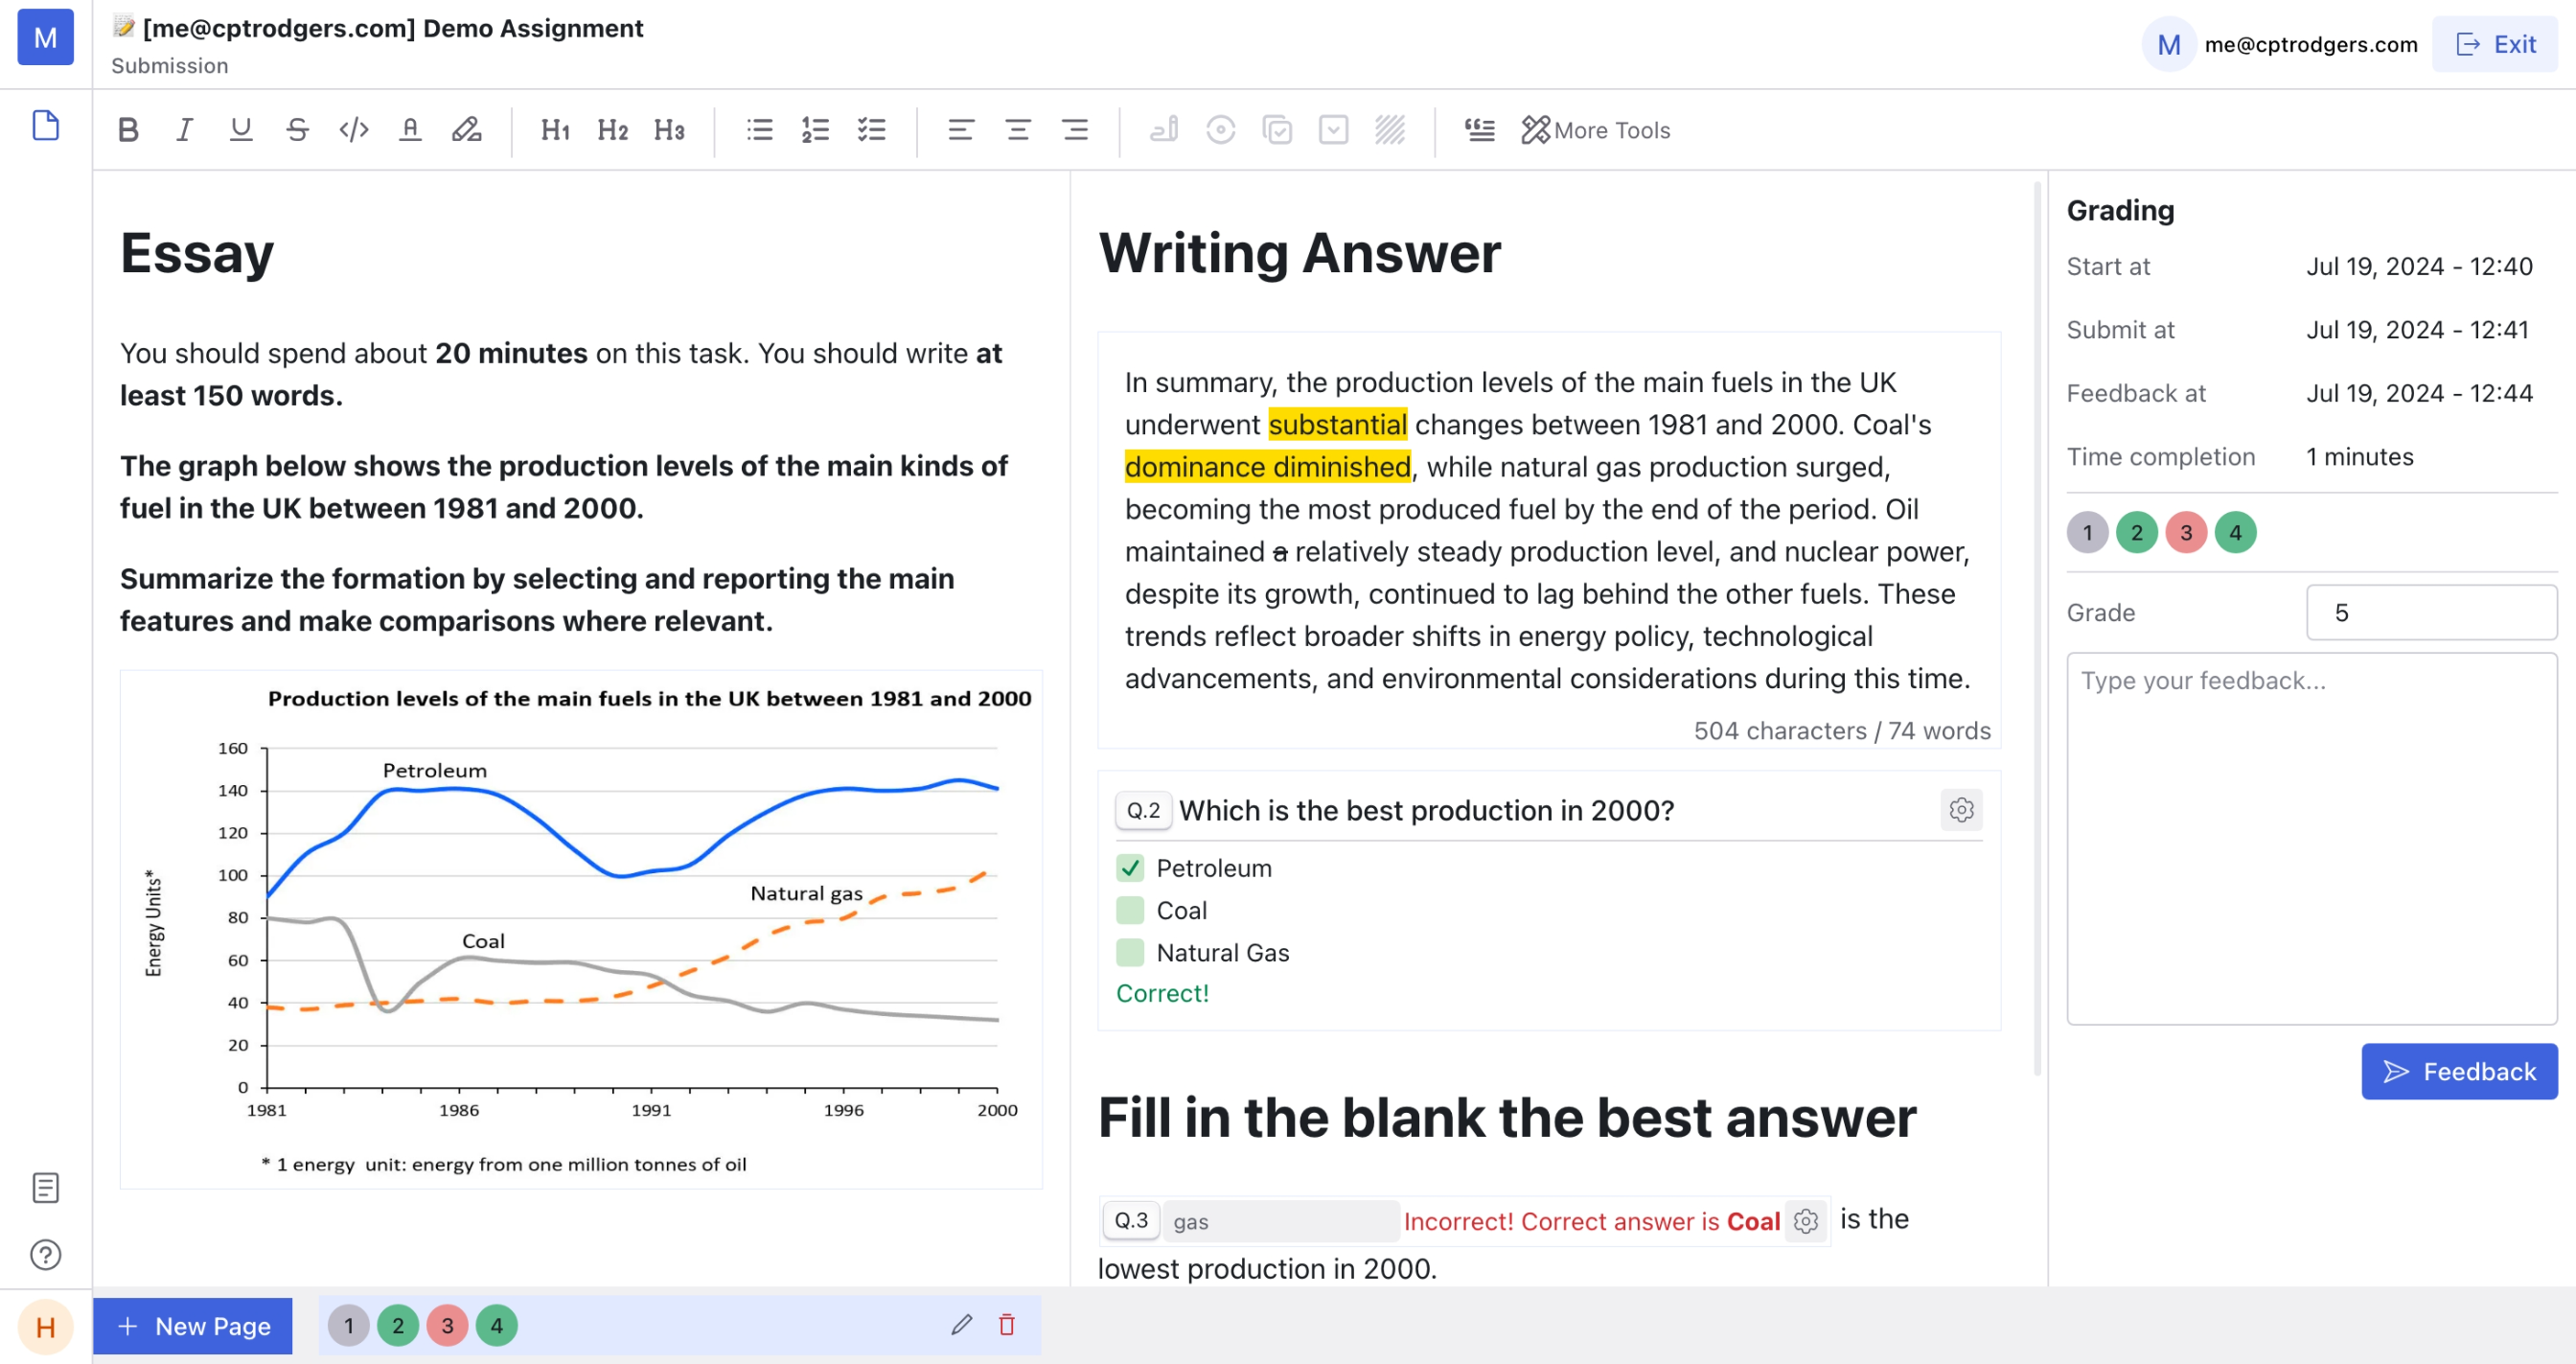 M
📝 [me@cptrodgers.com] Demo Assignment
Submission
M me@cptrodgers.com Exit
B I U S </> A H1 H2 H3 More Tools
Essay
You should spend about 20 minutes on this task. You should write at
least 150 words.
The graph below shows the production levels of the main kinds of
fuel in the UK between 1981 and 2000.
Summarize the formation by selecting and reporting the main
features and make comparisons where relevant.
Production levels of the main fuels in the UK between 1981 and 2000
160
140
120
100
80
60
40
20
0
Energy Units*
Petroleum
Natural gas
Coal
1981 1986 1991 1996 2000
* 1 energy unit: energy from one million tonnes of oil
Writing Answer
In summary, the production levels of the main fuels in the UK
underwent substantial changes between 1981 and 2000. Coal's
dominance diminished, while natural gas production surged,
becoming the most produced fuel by the end of the period. Oil
maintained a relatively steady production level, and nuclear power,
despite its growth, continued to lag behind the other fuels. These
trends reflect broader shifts in energy policy, technological
advancements, and environmental considerations during this time.
504 characters / 74 words
Q.2 Which is the best production in 2000?
Petroleum
Coal
Natural Gas
Correct!
Fill in the blank the best answer
Q.3 gas Incorrect! Correct answer is Coal is the
lowest production in 2000.
Grading
Start at Jul 19, 2024 - 12:40
Submit at Jul 19, 2024 - 12:41
Feedback at Jul 19, 2024 - 12:44
Time completion 1 minutes
1 2 3 4
Grade 5
Type your feedback...
Feedback
H
+ New Page
1 2 3 4